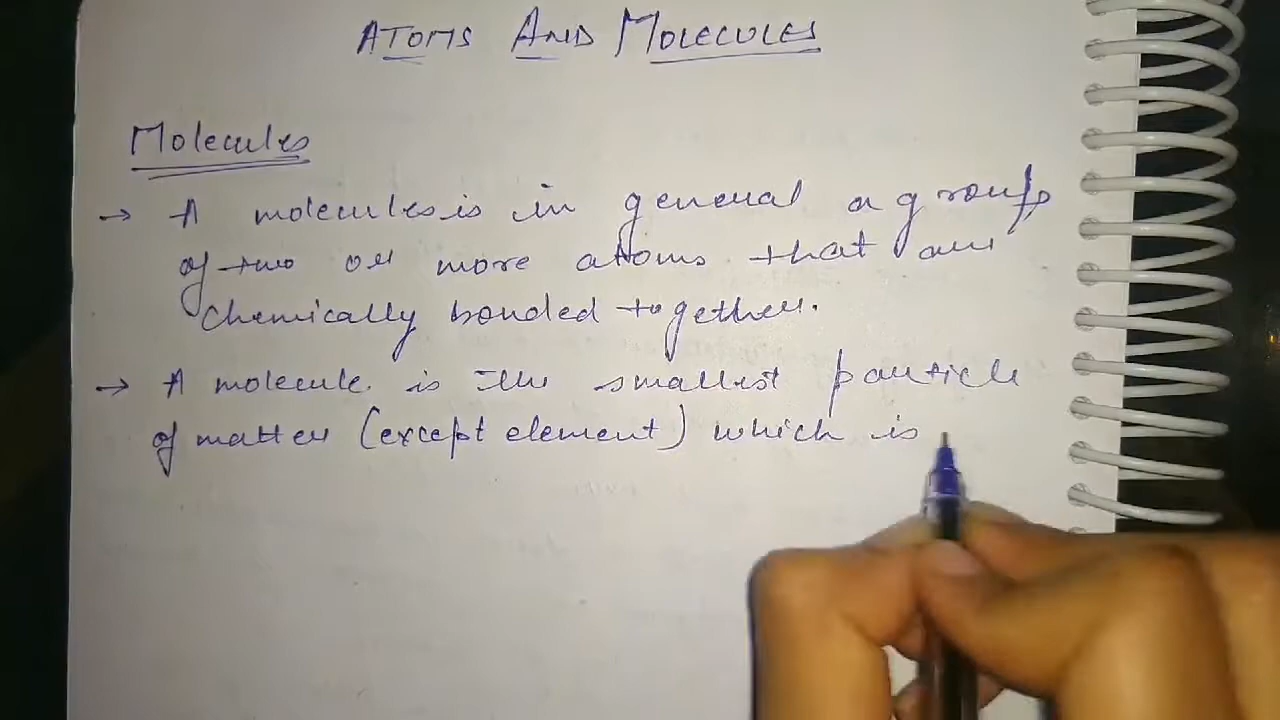 ATOMS AND MOLECULES
Molecules
→ A molecules is in general a group
of two or more atoms that are
chemically bonded together.
→ A molecule is the smallest particle
of matter (except element) which is